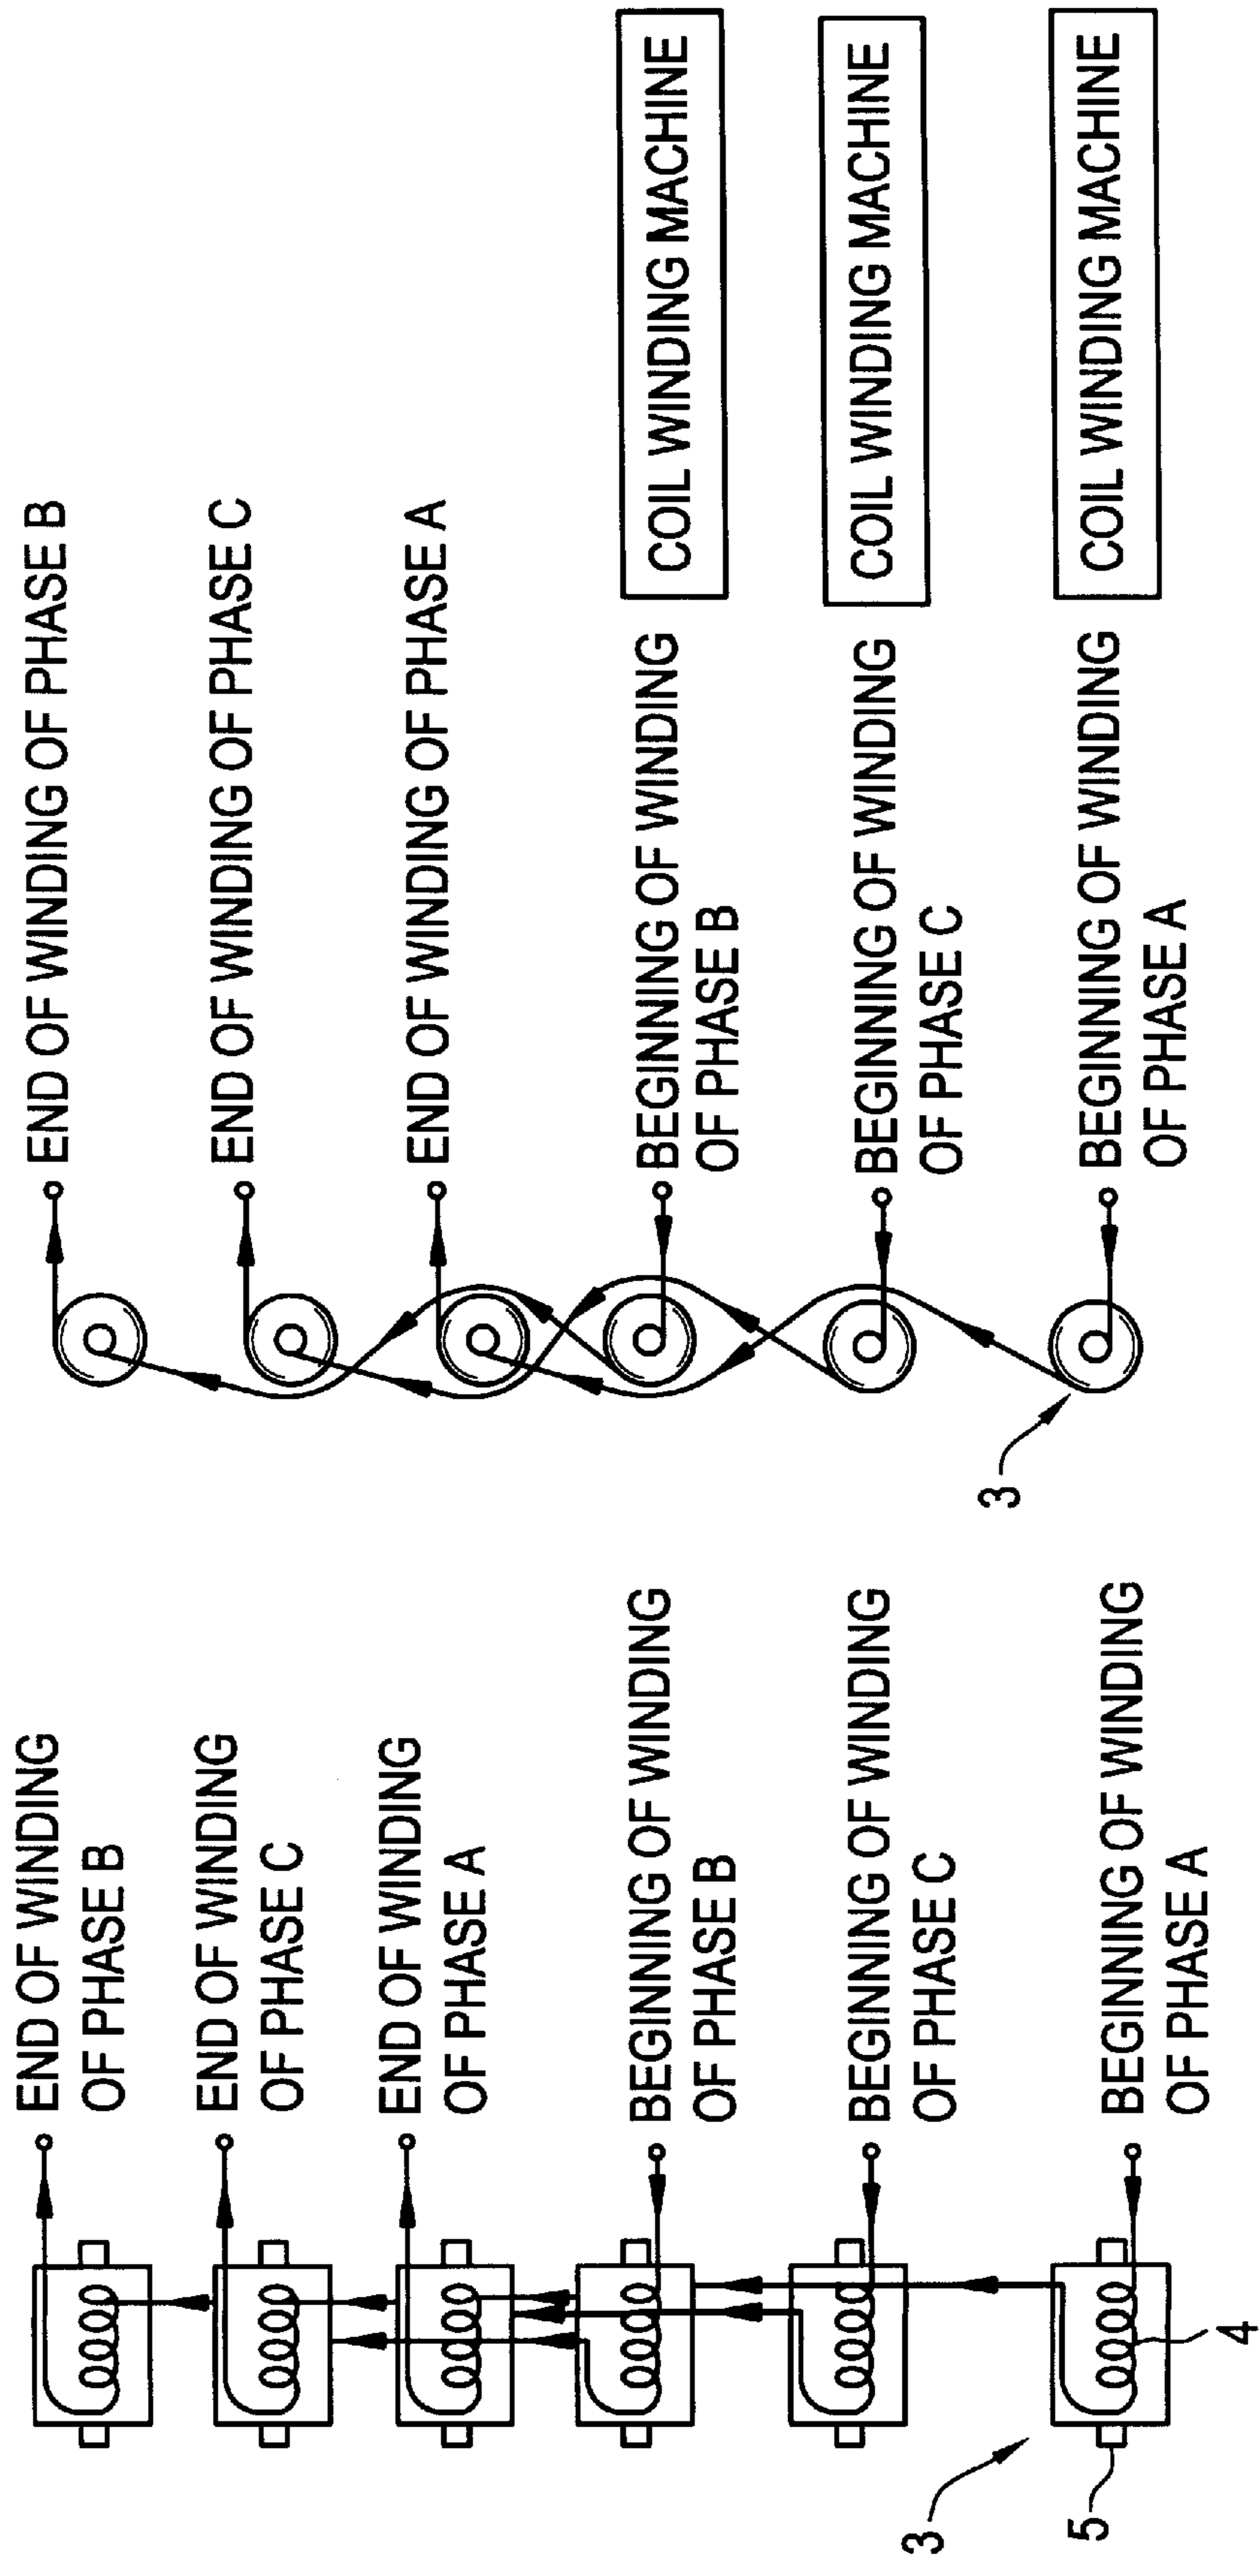 END OF WINDING
OF PHASE B
END OF WINDING
OF PHASE C
END OF WINDING
OF PHASE A
BEGINNING OF WINDING
OF PHASE B
BEGINNING OF WINDING
OF PHASE C
BEGINNING OF WINDING
OF PHASE A
3
5
4
END OF WINDING OF PHASE B
END OF WINDING OF PHASE C
END OF WINDING OF PHASE A
BEGINNING OF WINDING
OF PHASE B
COIL WINDING MACHINE
BEGINNING OF WINDING
OF PHASE C
COIL WINDING MACHINE
BEGINNING OF WINDING
OF PHASE A
COIL WINDING MACHINE
3